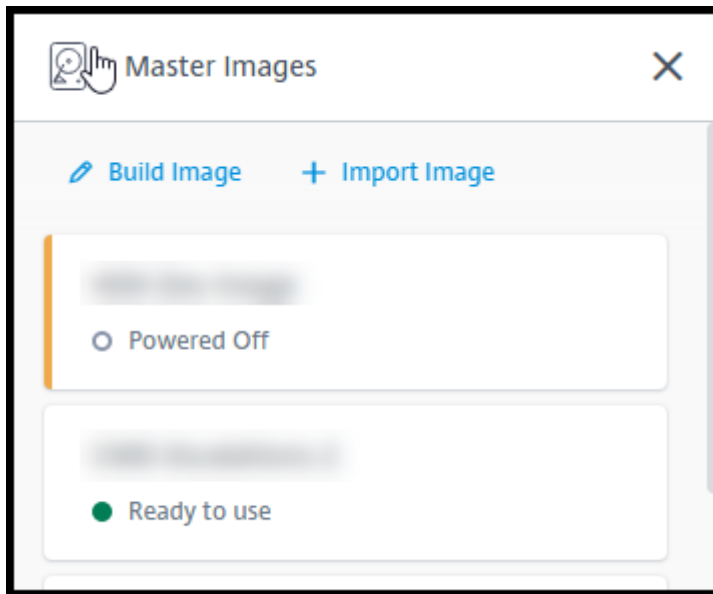 Master Images
Build Image
Import Image
Powered Off
Ready to use